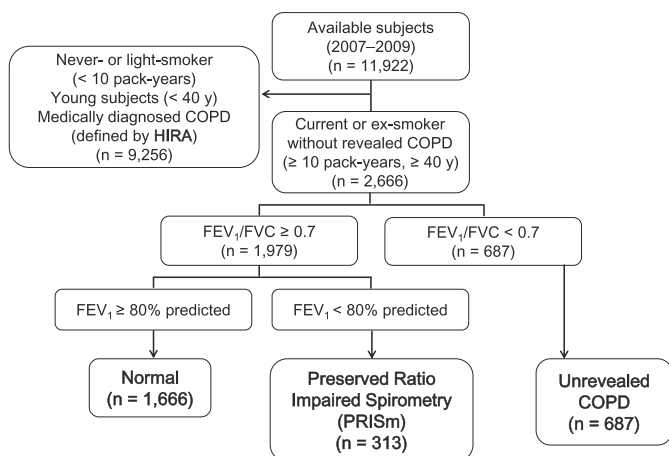 Available subjects
(2007–2009)
(n = 11,922)
Never- or light-smoker
(< 10 pack-years)
Young subjects (< 40 y)
Medically diagnosed COPD
(defined by HIRA)
(n = 9,256)
Current or ex-smoker
without revealed COPD
(≥ 10 pack-years, ≥ 40 y)
(n = 2,666)
FEV₁/FVC ≥ 0.7
(n = 1,979)
FEV₁/FVC < 0.7
(n = 687)
FEV₁ ≥ 80% predicted
FEV₁ < 80% predicted
Normal
(n = 1,666)
Preserved Ratio
Impaired Spirometry
(PRISm)
(n = 313)
Unrevealed
COPD
(n = 687)